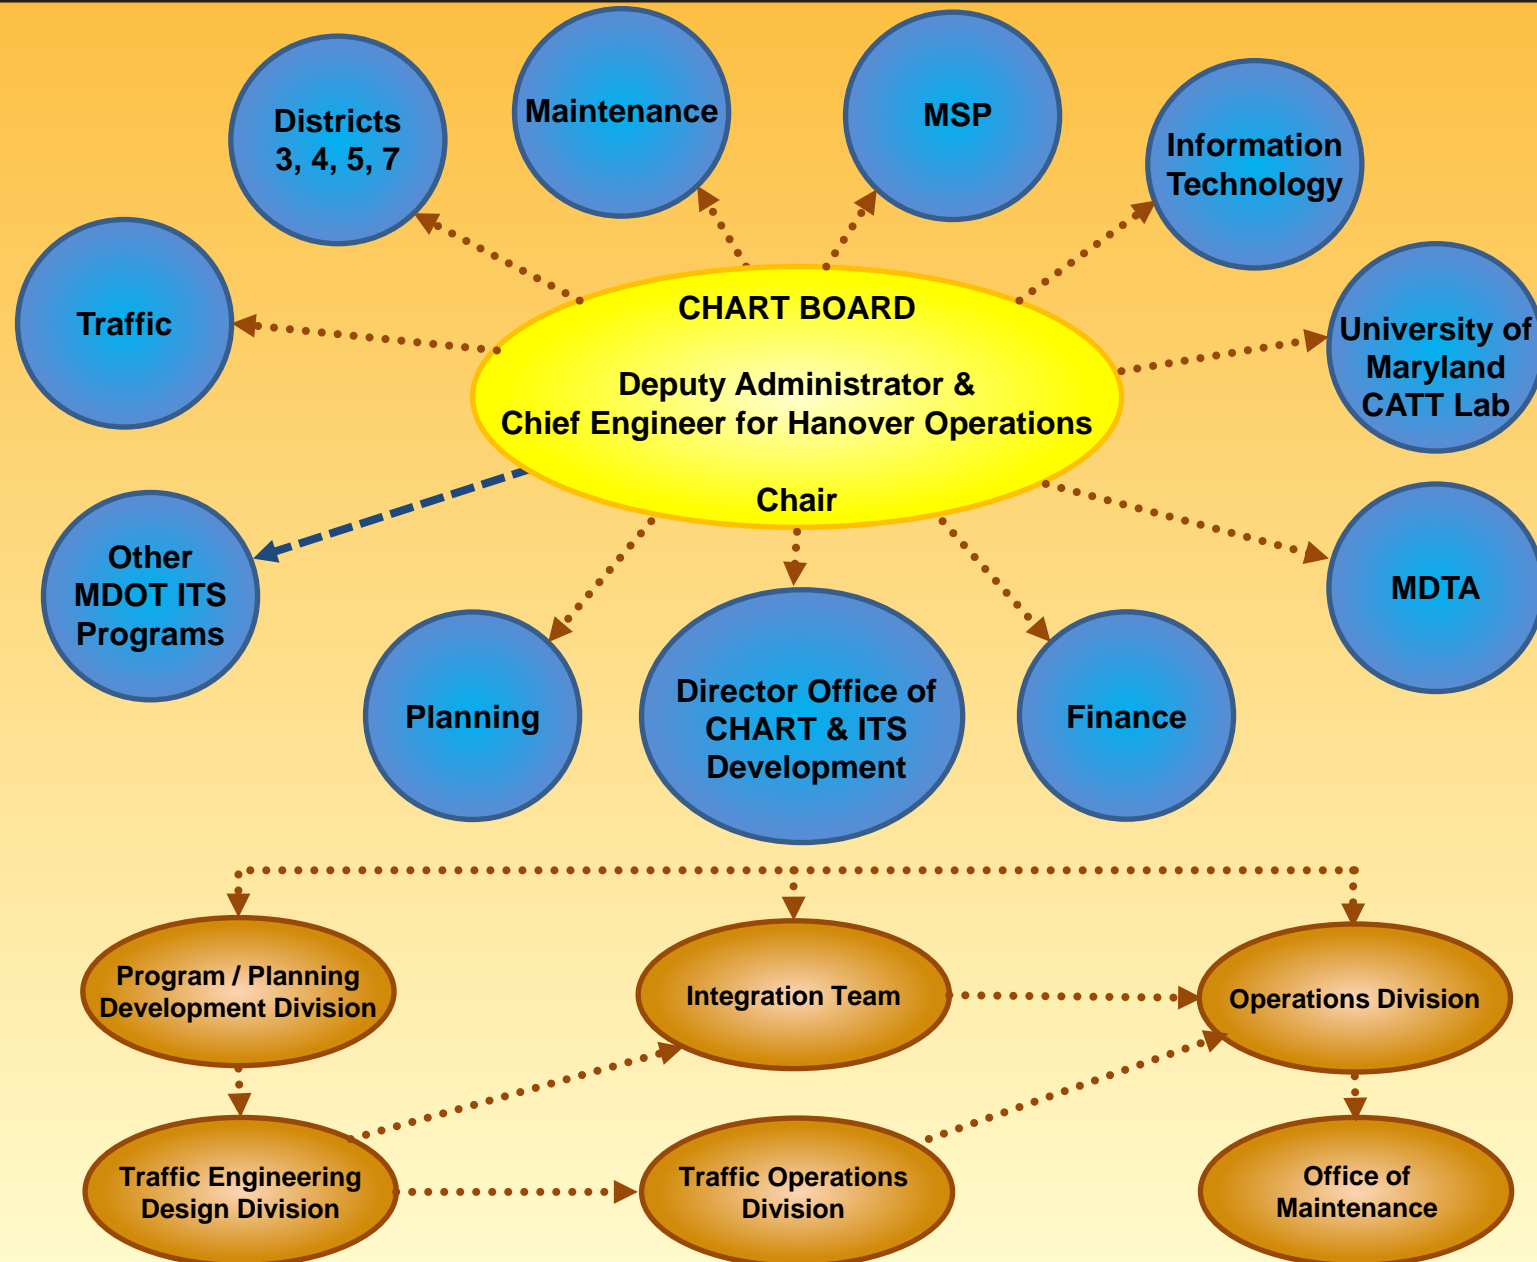 Districts
3, 4, 5, 7
Maintenance
MSP
Information
Technology
Traffic
CHART BOARD
Deputy Administrator &
Chief Engineer for Hanover Operations
Chair
University of
Maryland
CATT Lab
Other
MDOT ITS
Programs
Planning
Director Office of
CHART & ITS
Development
Finance
MDTA
Program / Planning
Development Division
Integration Team
Operations Division
Traffic Engineering
Design Division
Traffic Operations
Division
Office of
Maintenance